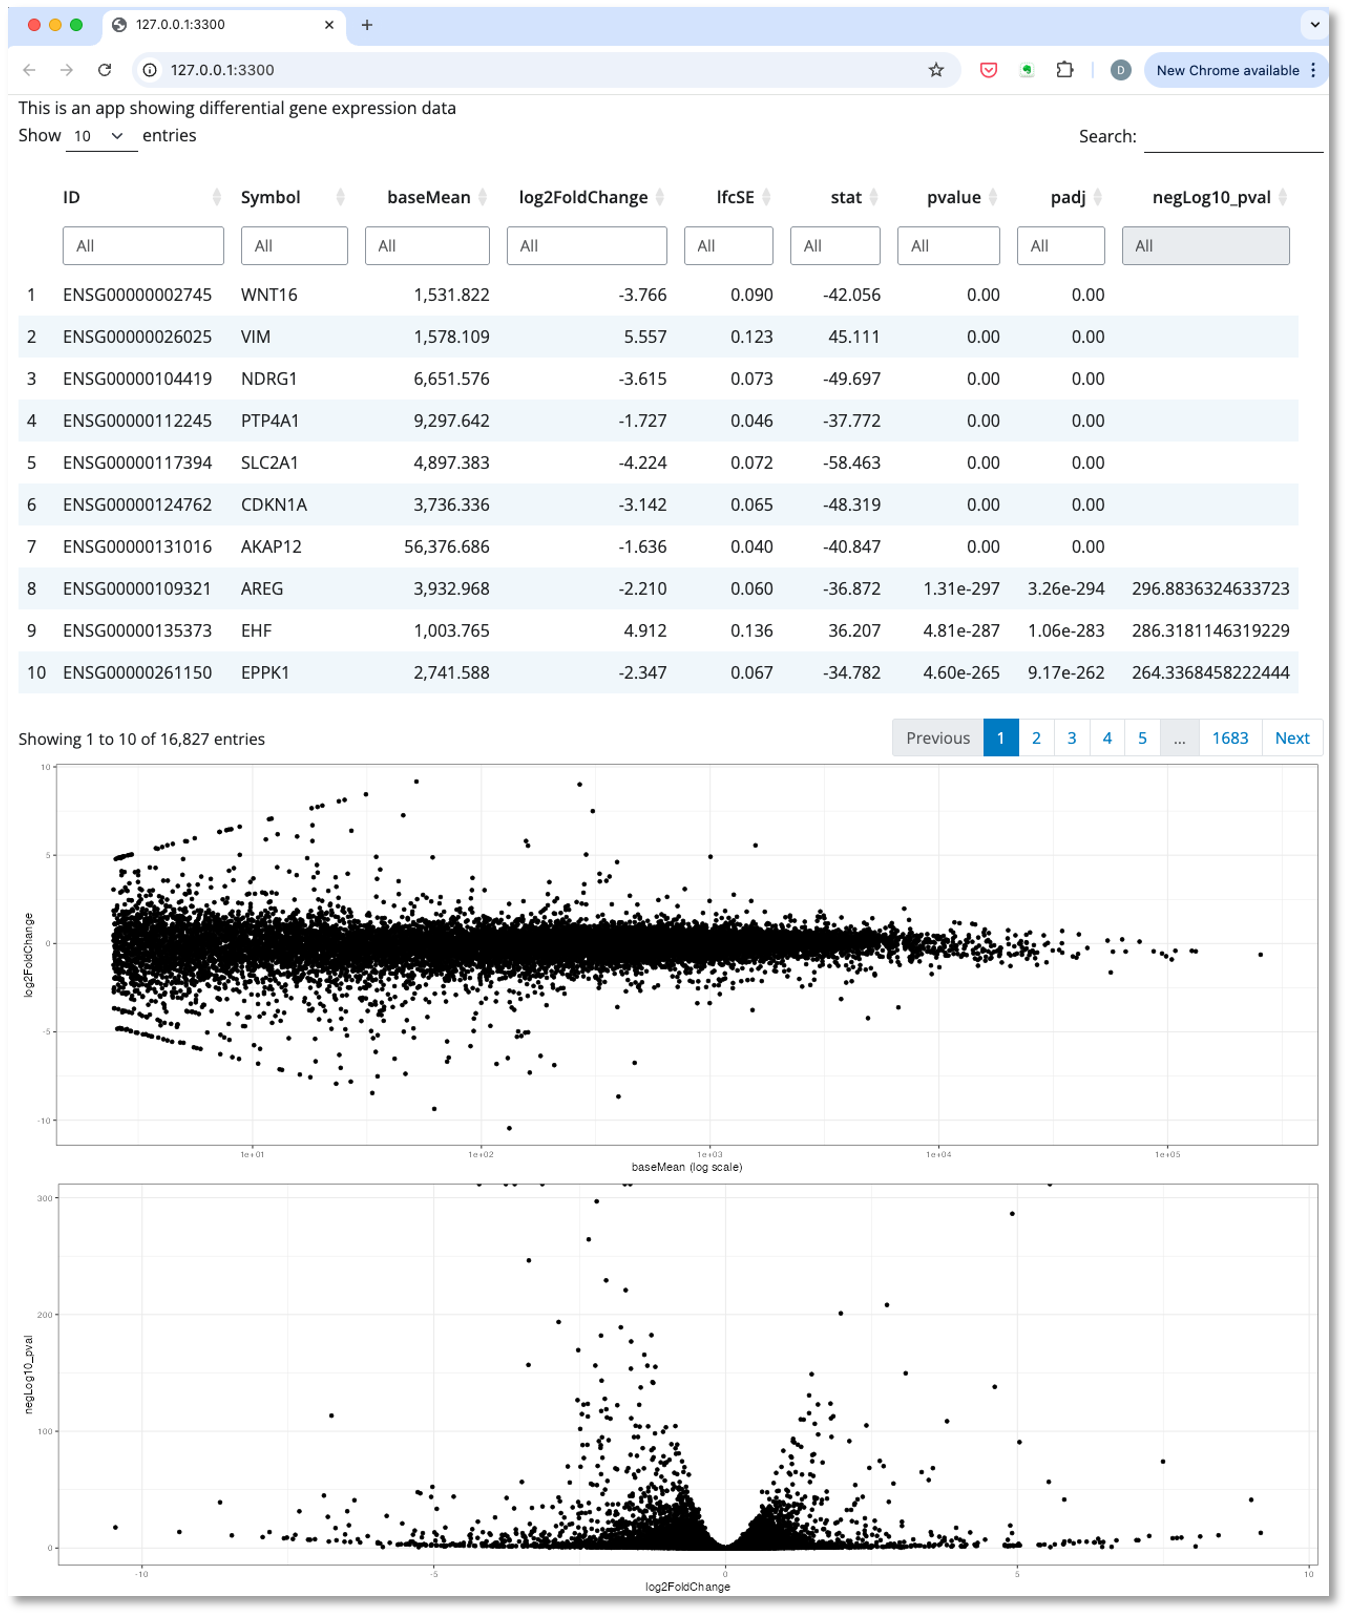 127.0.0.1:3300
127.0.0.1:3300 D New Chrome available
This is an app showing differential gene expression data
Show 10 entries Search:
ID Symbol baseMean log2FoldChange lfcSE stat pvalue padj negLog10_pval
All All All All All All All All All
1 ENSG00000002745 WNT16 1,531.822 -3.766 0.090 -42.056 0.00 0.00
2 ENSG00000026025 VIM 1,578.109 5.557 0.123 45.111 0.00 0.00
3 ENSG00000104419 NDRG1 6,651.576 -3.615 0.073 -49.697 0.00 0.00
4 ENSG00000112245 PTP4A1 9,297.642 -1.727 0.046 -37.772 0.00 0.00
5 ENSG00000117394 SLC2A1 4,897.383 -4.224 0.072 -58.463 0.00 0.00
6 ENSG00000124762 CDKN1A 3,736.336 -3.142 0.065 -48.319 0.00 0.00
7 ENSG00000131016 AKAP12 56,376.686 -1.636 0.040 -40.847 0.00 0.00
8 ENSG00000109321 AREG 3,932.968 -2.210 0.060 -36.872 1.31e-297 3.26e-294 296.8836324633723
9 ENSG00000135373 EHF 1,003.765 4.912 0.136 36.207 4.81e-287 1.06e-283 286.3181146319229
10 ENSG00000261150 EPPK1 2,741.588 -2.347 0.067 -34.782 4.60e-265 9.17e-262 264.3368458222444
Showing 1 to 10 of 16,827 entries Previous 1 2 3 4 5 ... 1683 Next
10
5
0
-5
-10
log2FoldChange
1e+01 1e+02 1e+03 1e+04 1e+05
baseMean (log scale)
300
200
100
0
negLog10_pval
-10 -5 0 5 10
log2FoldChange